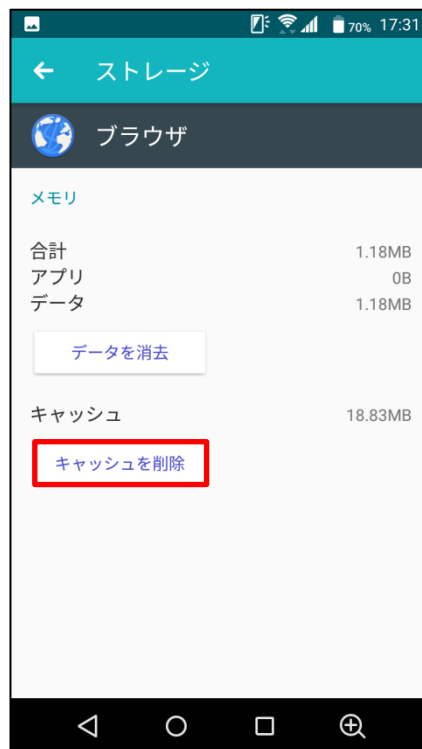 70% 17:31
ストレージ
ブラウザ
メモリ
合計 1.18MB
アプリ 0B
データ 1.18MB
データを消去
キャッシュ 18.83MB
キャッシュを削除